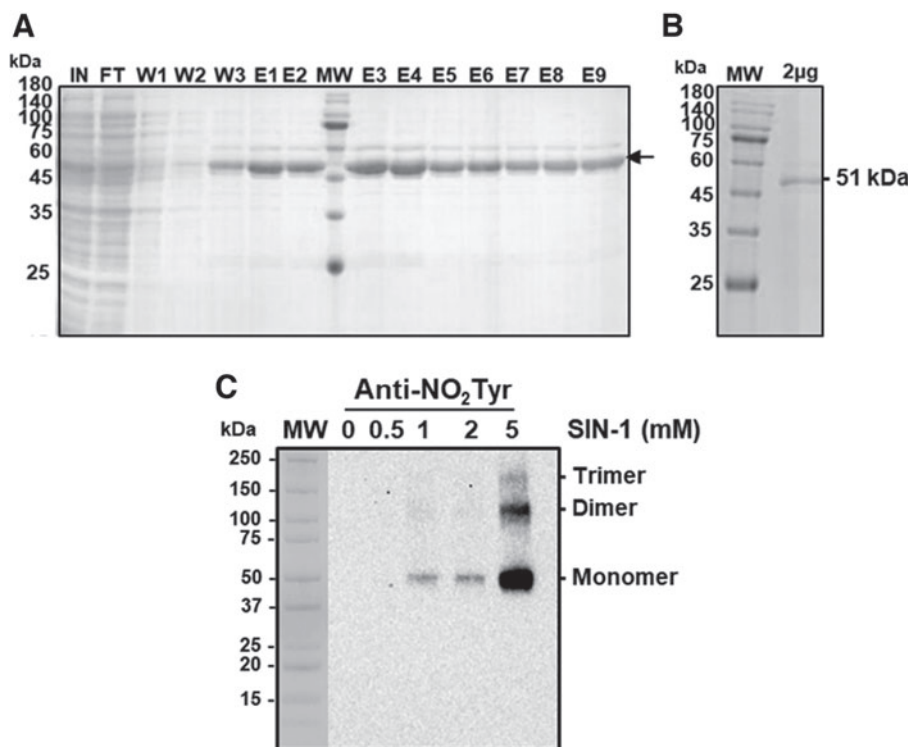 A
kDa IN FT W1 W2 W3 E1 E2 MW E3 E4 E5 E6 E7 E8 E9
180
140
100
75
60
45
35
25
B
kDa MW 2µg
180
140
100
75
60
45
35
25
51 kDa
C
Anti-NO₂Tyr
kDa MW 0 0.5 1 2 5 SIN-1 (mM)
250
150
100
75
50
37
25
20
15
Trimer
Dimer
Monomer